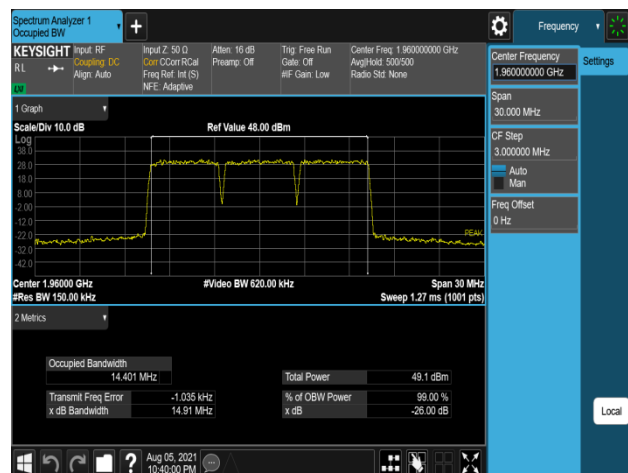 Spectrum Analyzer 1
Occupied BW
Frequency
KEYSIGHT
RL
LNI
Input: RF
Coupling: DC
Align: Auto
Input Z: 50 Ω
Corr CCorr RCal
Freq Ref: Int (S)
NFE: Adaptive
Atten: 16 dB
Preamp: Off
Trig: Free Run
Gate: Off
#IF Gain: Low
Center Freq: 1.960000000 GHz
Avg|Hold: 500/500
Radio Std: None
Center Frequency
1.960000000 GHz
Settings
Span
30.000 MHz
CF Step
3.000000 MHz
Auto
Man
Freq Offset
0 Hz
Local
1 Graph
Scale/Div 10.0 dB
Ref Value 48.00 dBm
Log
38.0
28.0
18.0
8.00
-2.00
-12.0
-22.0
-32.0
-42.0
PEAK
Center 1.96000 GHz
#Video BW 620.00 kHz
Span 30 MHz
#Res BW 150.00 kHz
Sweep 1.27 ms (1001 pts)
2 Metrics
Occupied Bandwidth
14.401 MHz
Total Power 49.1 dBm
Transmit Freq Error -1.035 kHz
% of OBW Power 99.00 %
x dB Bandwidth 14.91 MHz
x dB -26.00 dB
?
Aug 05, 2021
10:40:00 PM